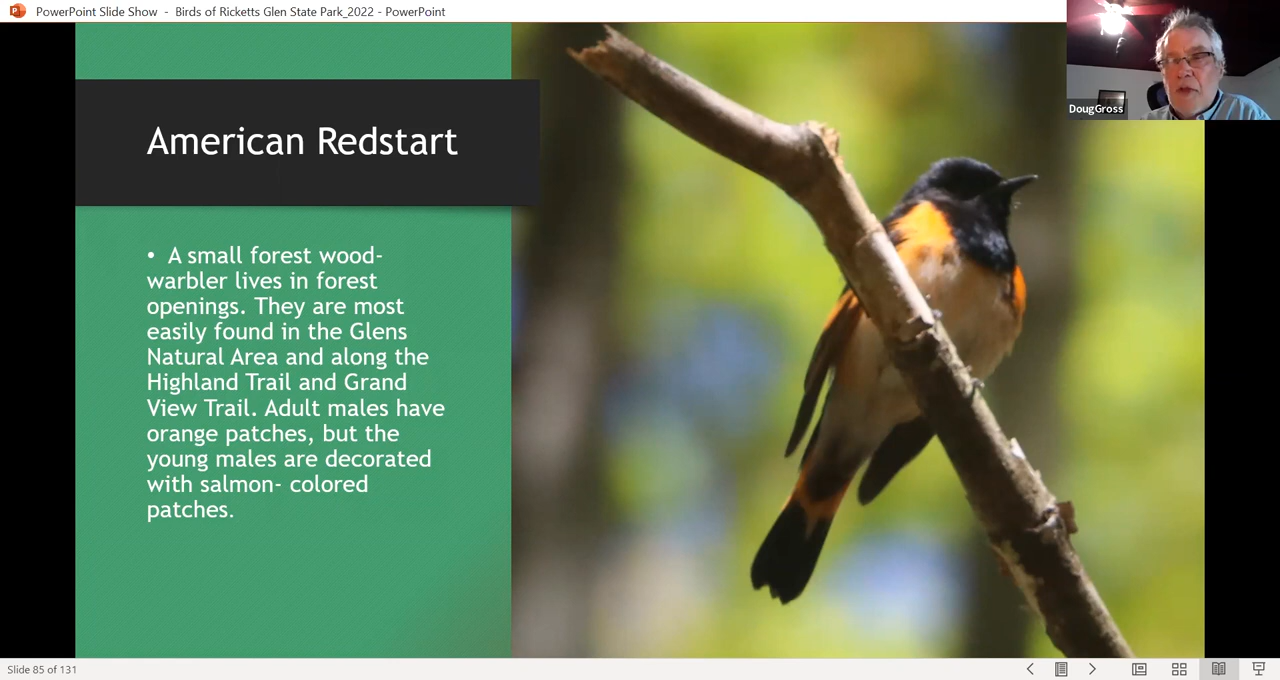 PowerPoint Slide Show - Birds of Ricketts Glen State Park_2022 - PowerPoint
DougGross
American Redstart
• A small forest wood-
warbler lives in forest
openings. They are most
easily found in the Glens
Natural Area and along the
Highland Trail and Grand
View Trail. Adult males have
orange patches, but the
young males are decorated
with salmon- colored
patches.
Slide 85 of 131